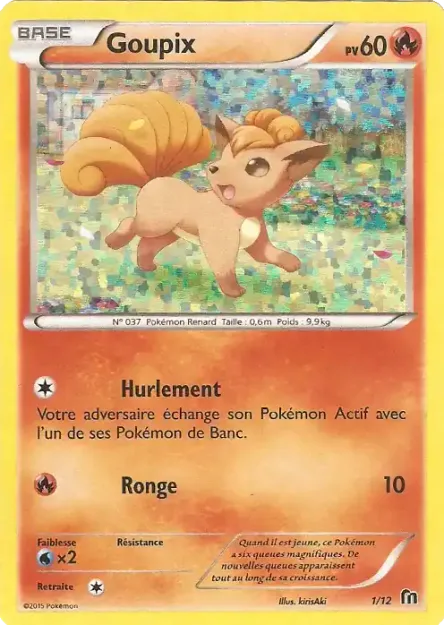 BASE
Goupix
PV60
N° 037 Pokémon Renard Taille : 0,6m Poids : 9,9kg
Hurlement
Votre adversaire échange son Pokémon Actif avec
l'un de ses Pokémon de Banc.
Ronge 10
Faiblesse Résistance
×2
Quand il est jeune, ce Pokémon
a six queues magnifiques. De
nouvelles queues apparaissent
tout au long de sa croissance.
Retraite
©2015 Pokémon
Illus. kirisAki
1/12
m